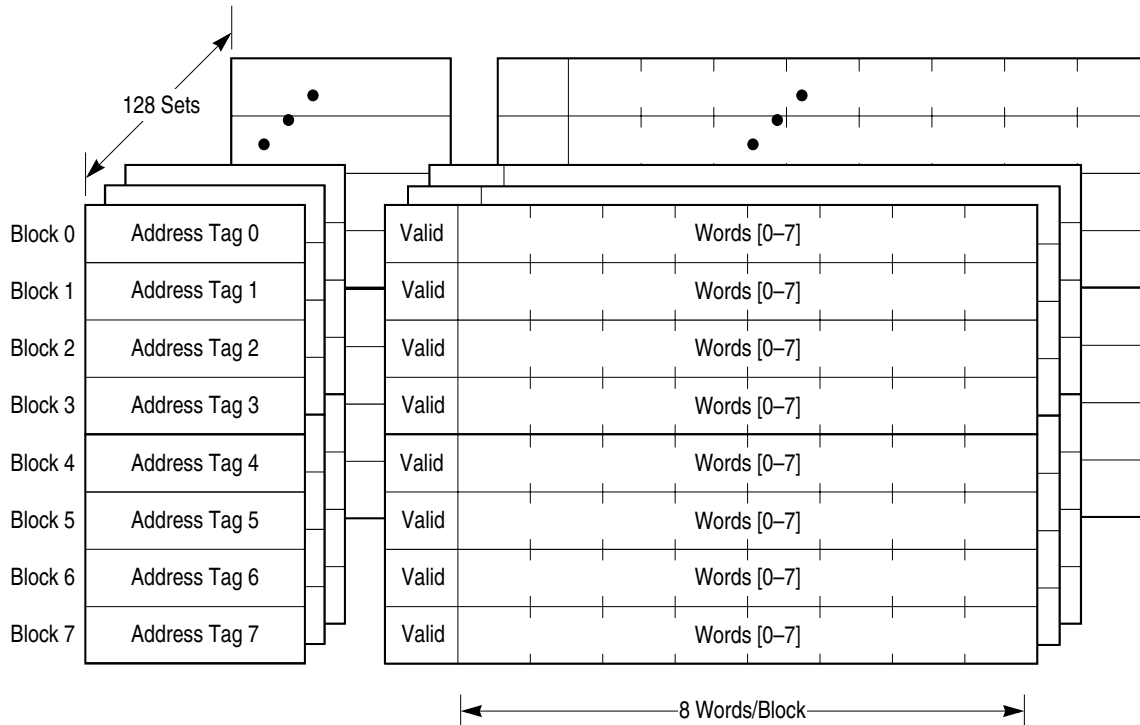 128 Sets
Block 0 Address Tag 0 Valid Words [0–7]
Block 1 Address Tag 1 Valid Words [0–7]
Block 2 Address Tag 2 Valid Words [0–7]
Block 3 Address Tag 3 Valid Words [0–7]
Block 4 Address Tag 4 Valid Words [0–7]
Block 5 Address Tag 5 Valid Words [0–7]
Block 6 Address Tag 6 Valid Words [0–7]
Block 7 Address Tag 7 Valid Words [0–7]
8 Words/Block